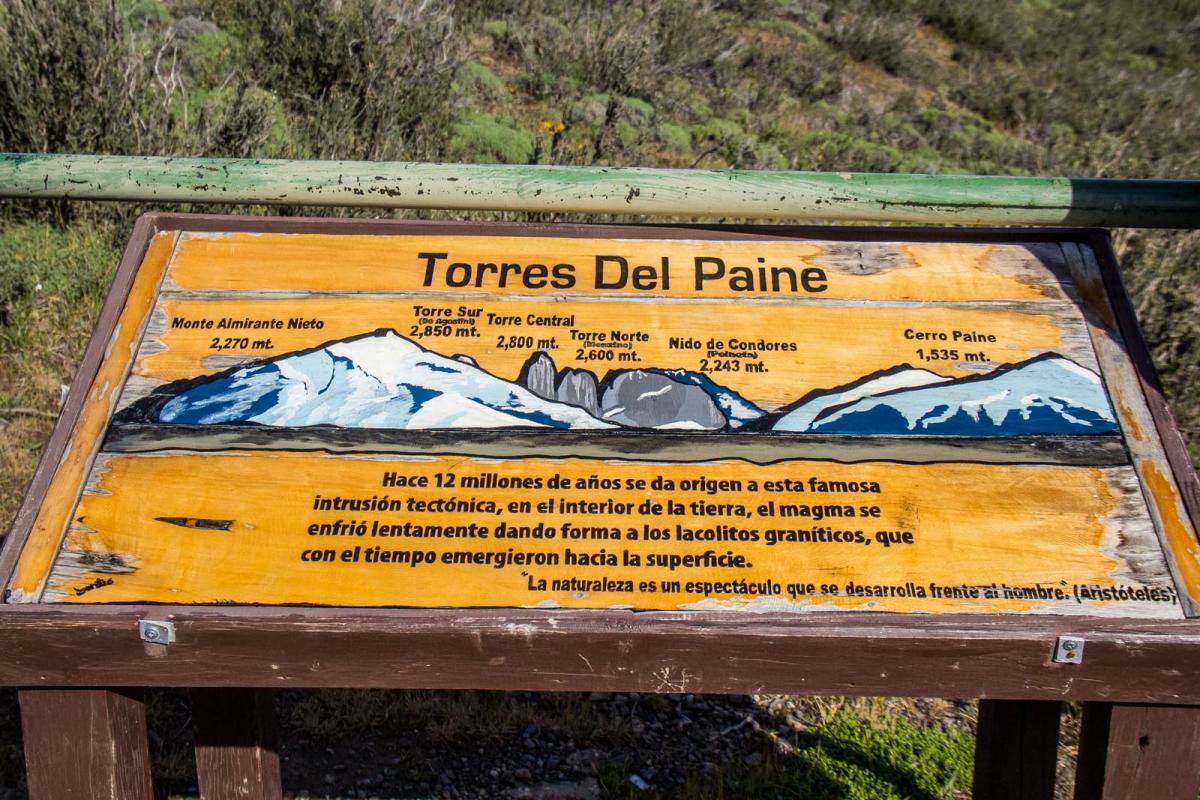 Torres Del Paine
Monte Almirante Nieto
2,270 mt.
Torre Sur
(De Agostini)
2,850 mt.
Torre Central
2,800 mt.
Torre Norte
2,600 mt.
Nido de Condores
2,243 mt.
Cerro Paine
1,535 mt.
Hace 12 millones de años se da origen a esta famosa
intrusión tectónica, en el interior de la tierra, el magma se
enfrió lentamente dando forma a los lacolitos graníticos, que
con el tiempo emergieron hacia la superficie.
"La naturaleza es un espectáculo que se desarrolla frente al hombre." (Aristóteles)